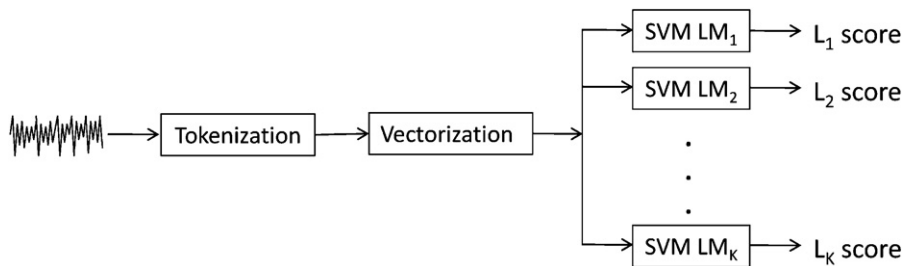 SVM LM₁ L₁ score
SVM LM₂ L₂ score
Tokenization Vectorization
SVM LMₖ Lₖ score